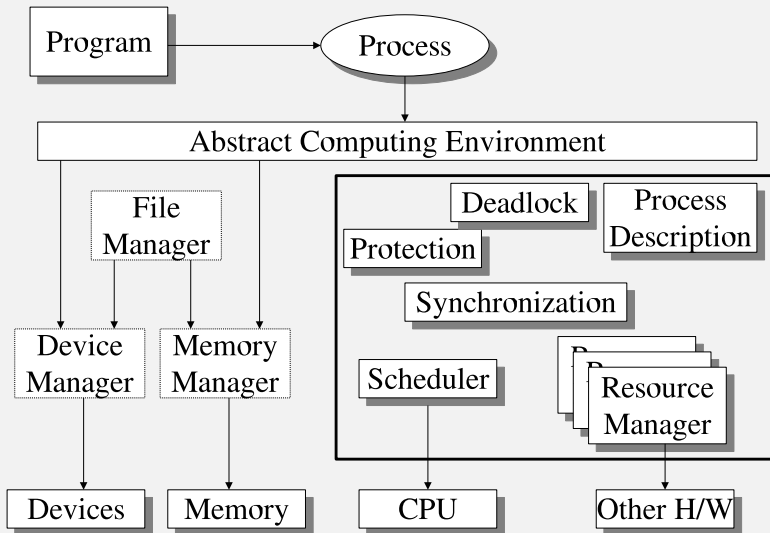 Program
Process
Abstract Computing Environment
File
Manager
Deadlock
Process
Description
Protection
Synchronization
Device
Manager
Memory
Manager
Scheduler
Resource
Manager
Devices
Memory
CPU
Other H/W